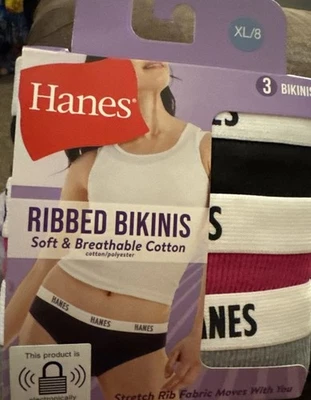 XL/8
3 BIKINIS
Hanes
RIBBED BIKINIS
Soft & Breathable Cotton
cotton/polyester
S
HANES HANES HANES
ANES
This product is
electronically
Stretch Rib Fabric Moves With You